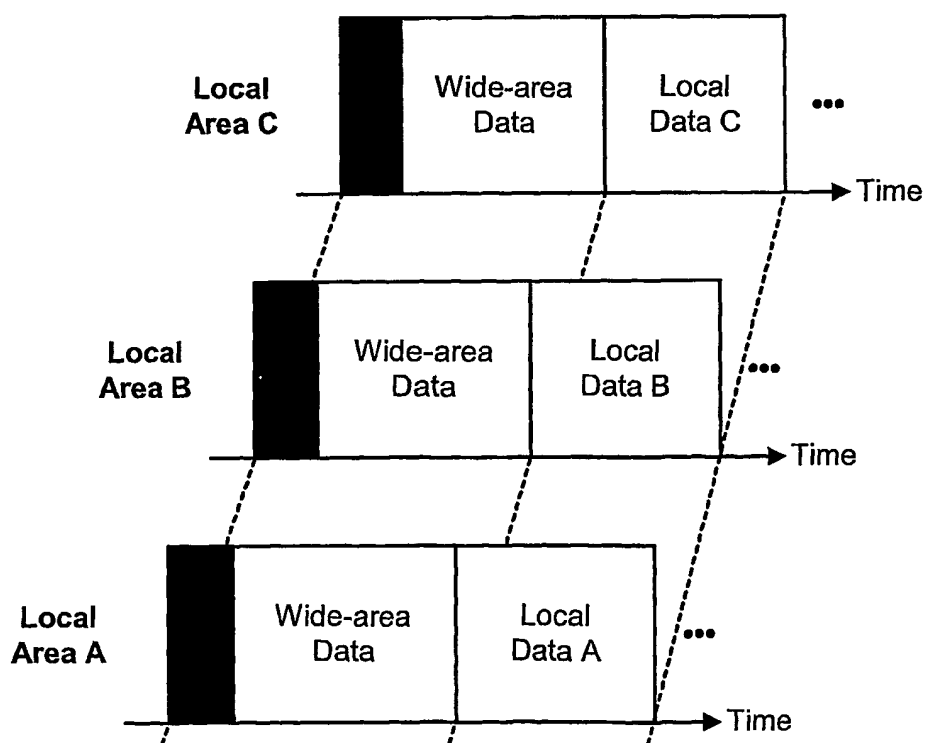 Local
Area C
Wide-area
Data
Local
Data C
•••
Time
Local
Area B
Wide-area
Data
Local
Data B
•••
Time
Local
Area A
Wide-area
Data
Local
Data A
•••
Time